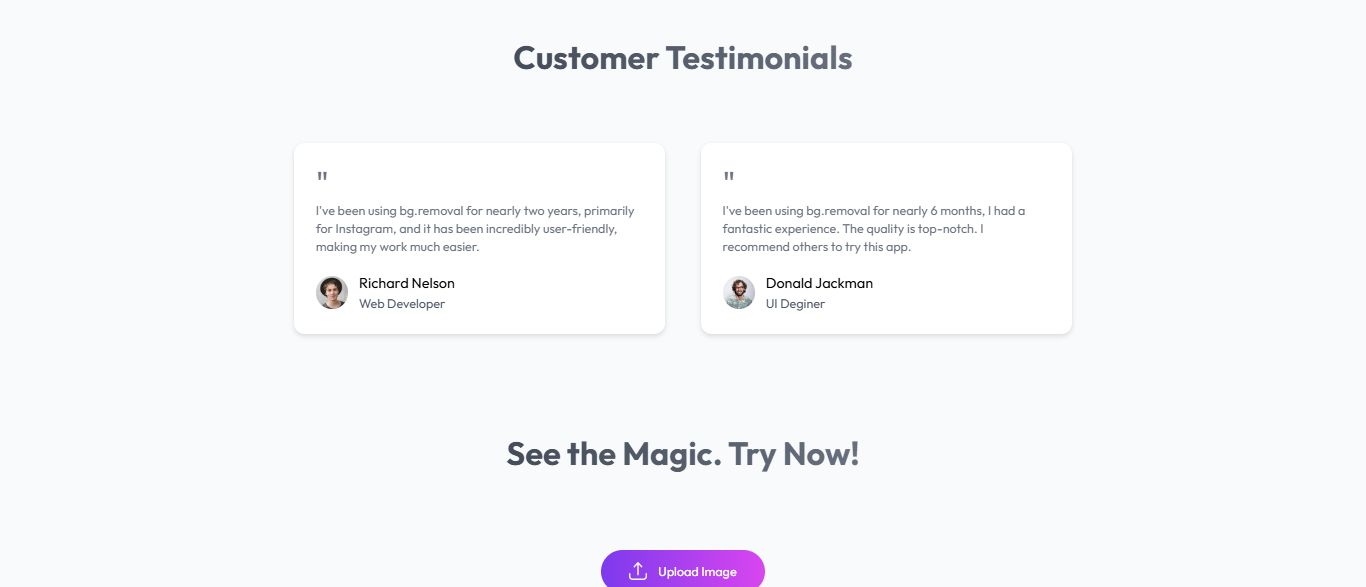 Customer Testimonials
"
I've been using bg.removal for nearly two years, primarily
for Instagram, and it has been incredibly user-friendly,
making my work much easier.
Richard Nelson
Web Developer
"
I've been using bg.removal for nearly 6 months, I had a
fantastic experience. The quality is top-notch. I
recommend others to try this app.
Donald Jackman
UI Deginer
See the Magic. Try Now!
Upload Image